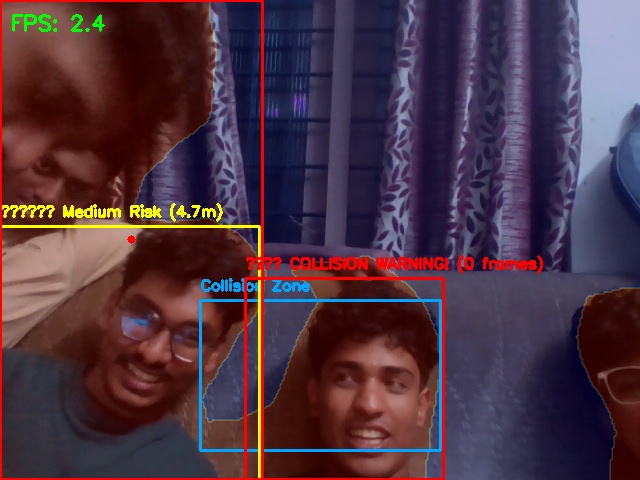 FPS: 2.4
?????? Medium Risk (4.7m)
???? COLLISION WARNING! (0 frames)
Collision Zone